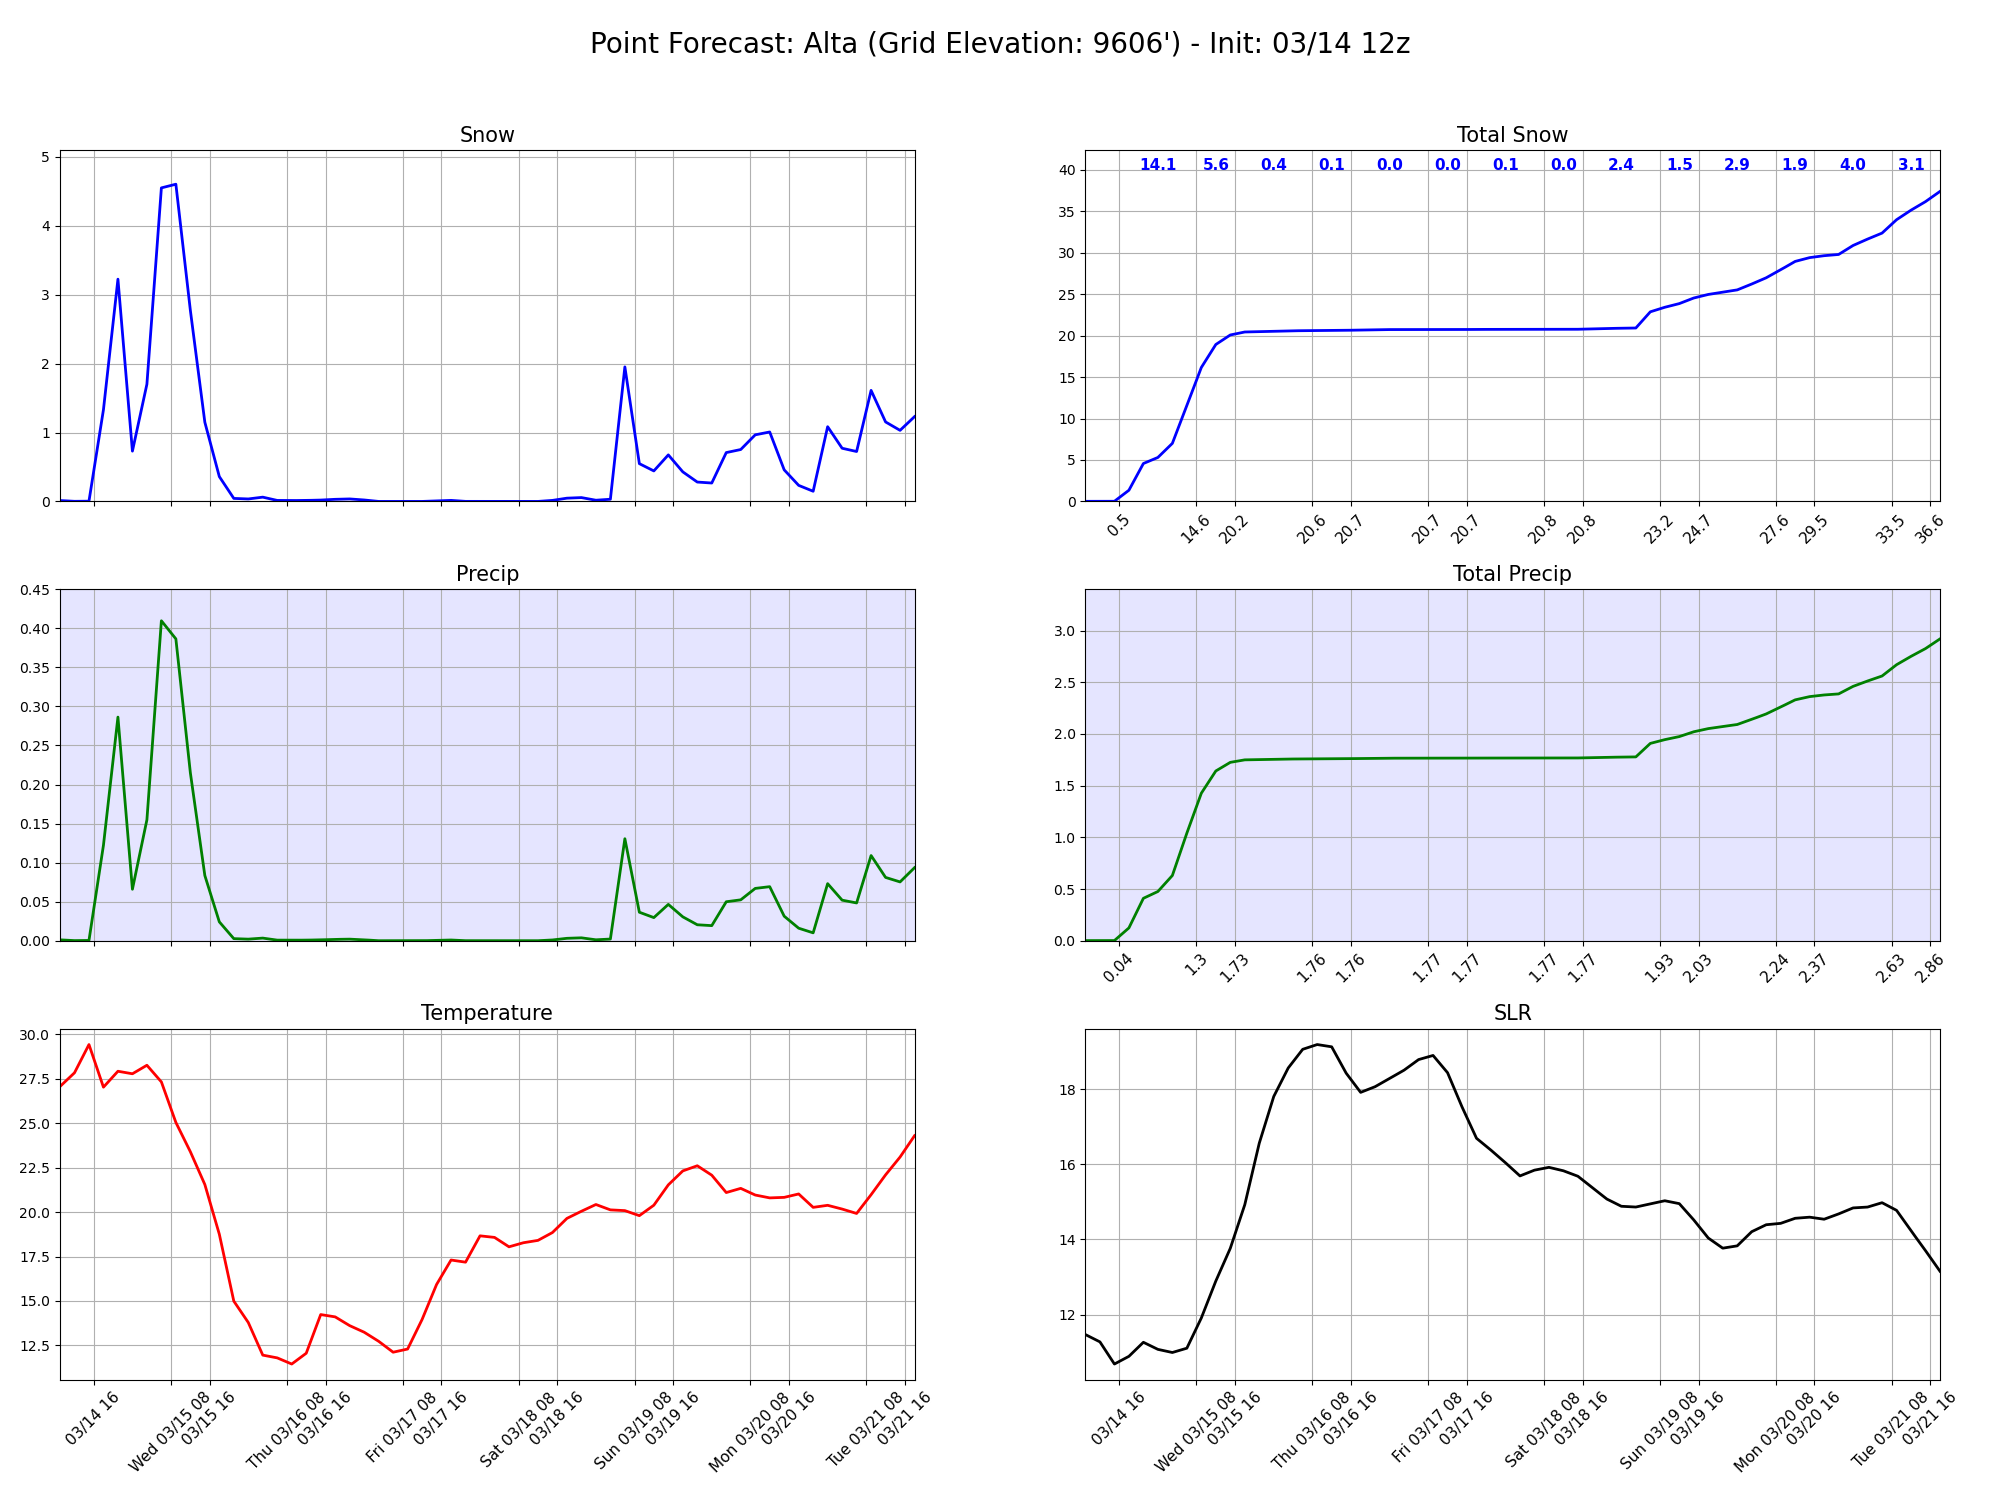 Point Forecast: Alta (Grid Elevation: 9606') - Init: 03/14 12z
Snow
5
4
3
2
1
0
Total Snow
14.1 5.6 0.4 0.1 0.0 0.0 0.1 0.0 2.4 1.5 2.9 1.9 4.0 3.1
40
35
30
25
20
15
10
5
0
0.5 14.6 20.2 20.6 20.7 20.7 20.7 20.8 20.8 23.2 24.7 27.6 29.5 33.5 36.6
Precip
0.45
0.40
0.35
0.30
0.25
0.20
0.15
0.10
0.05
0.00
Total Precip
3.0
2.5
2.0
1.5
1.0
0.5
0.0
0.04 1.3 1.73 1.76 1.76 1.77 1.77 1.77 1.77 1.93 2.03 2.24 2.37 2.63 2.86
Temperature
30.0
27.5
25.0
22.5
20.0
17.5
15.0
12.5
03/14 16
Wed 03/15 08
03/15 16
Thu 03/16 08
03/16 16
Fri 03/17 08
03/17 16
Sat 03/18 08
03/18 16
Sun 03/19 08
03/19 16
Mon 03/20 08
03/20 16
Tue 03/21 08
03/21 16
SLR
18
16
14
12
03/14 16
Wed 03/15 08
03/15 16
Thu 03/16 08
03/16 16
Fri 03/17 08
03/17 16
Sat 03/18 08
03/18 16
Sun 03/19 08
03/19 16
Mon 03/20 08
03/20 16
Tue 03/21 08
03/21 16